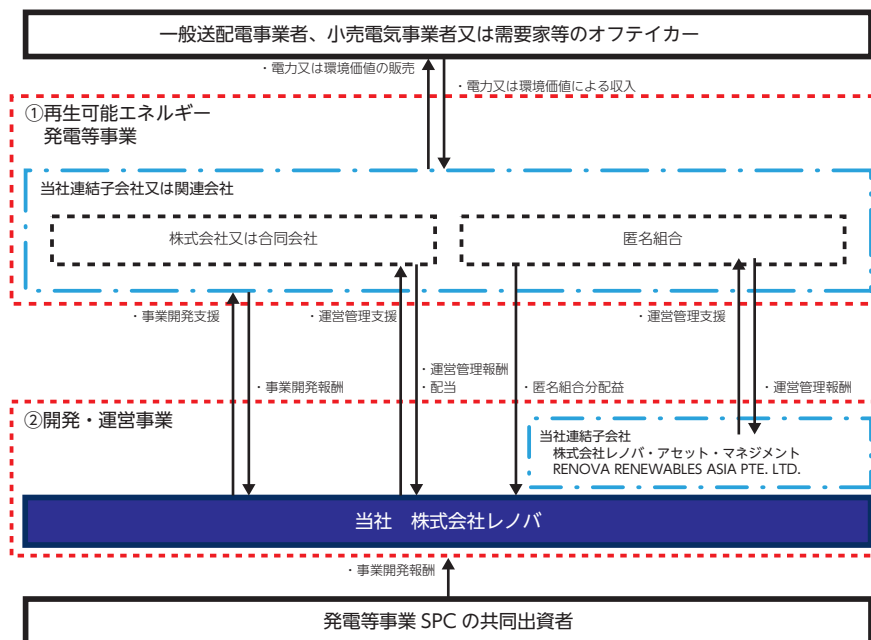 一般送配電事業者、小売電気事業者又は需要家等のオフテイカー
・電力又は環境価値の販売
・電力又は環境価値による収入
①再生可能エネルギー
発電等事業
当社連結子会社又は関連会社
株式会社又は合同会社
匿名組合
・事業開発支援
・運営管理支援
・運営管理支援
・事業開発報酬
・運営管理報酬
・配当
・匿名組合分配益
・運営管理報酬
②開発・運営事業
当社連結子会社
株式会社レノバ・アセット・マネジメント
RENOVA RENEWABLES ASIA PTE. LTD.
当社　株式会社レノバ
・事業開発報酬
発電等事業 SPC の共同出資者